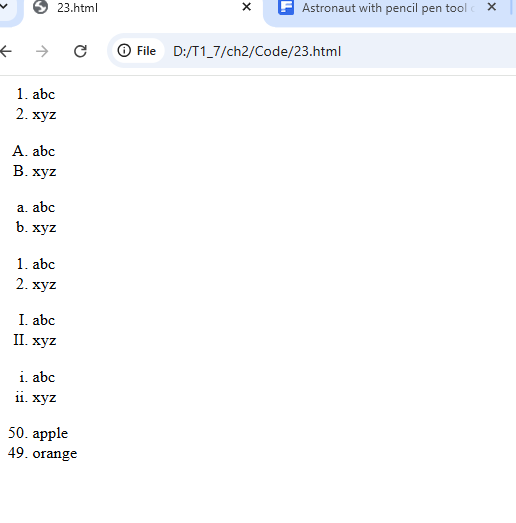 23.html
Astronaut with pencil pen tool
File D:/T1_7/ch2/Code/23.html
1. abc
2. xyz
A. abc
B. xyz
a. abc
b. xyz
1. abc
2. xyz
I. abc
II. xyz
i. abc
ii. xyz
50. apple
49. orange